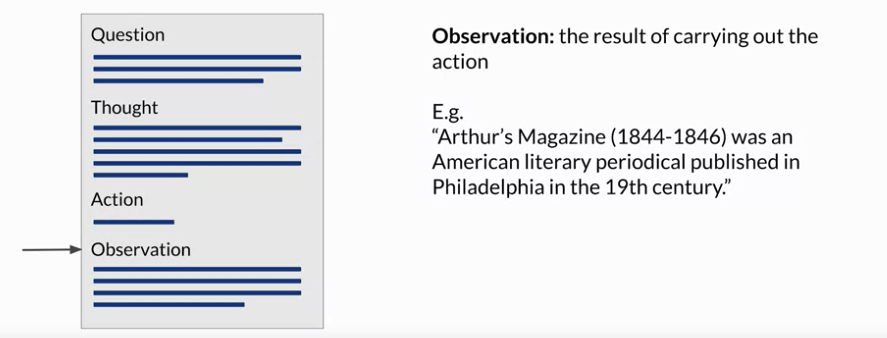 Question
Thought
Action
Observation
Observation: the result of carrying out the
action
E.g.
“Arthur’s Magazine (1844-1846) was an
American literary periodical published in
Philadelphia in the 19th century.”